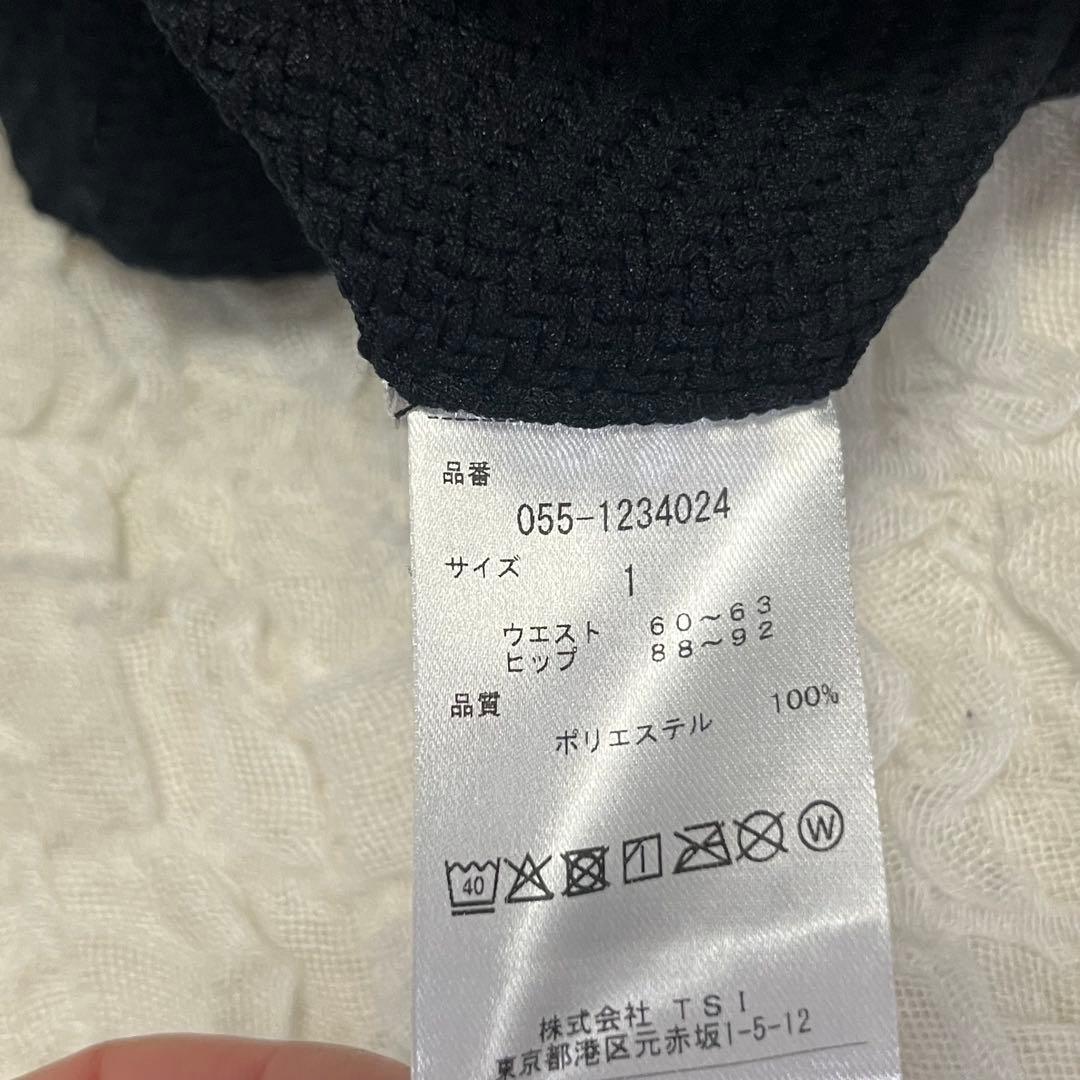 品番
055-1234024
サイズ
1
ウエスト 60～63
ヒップ 88～92
品質
ポリエステル 100%
40 W
株式会社 TSI
東京都港区元赤坂1-5-12